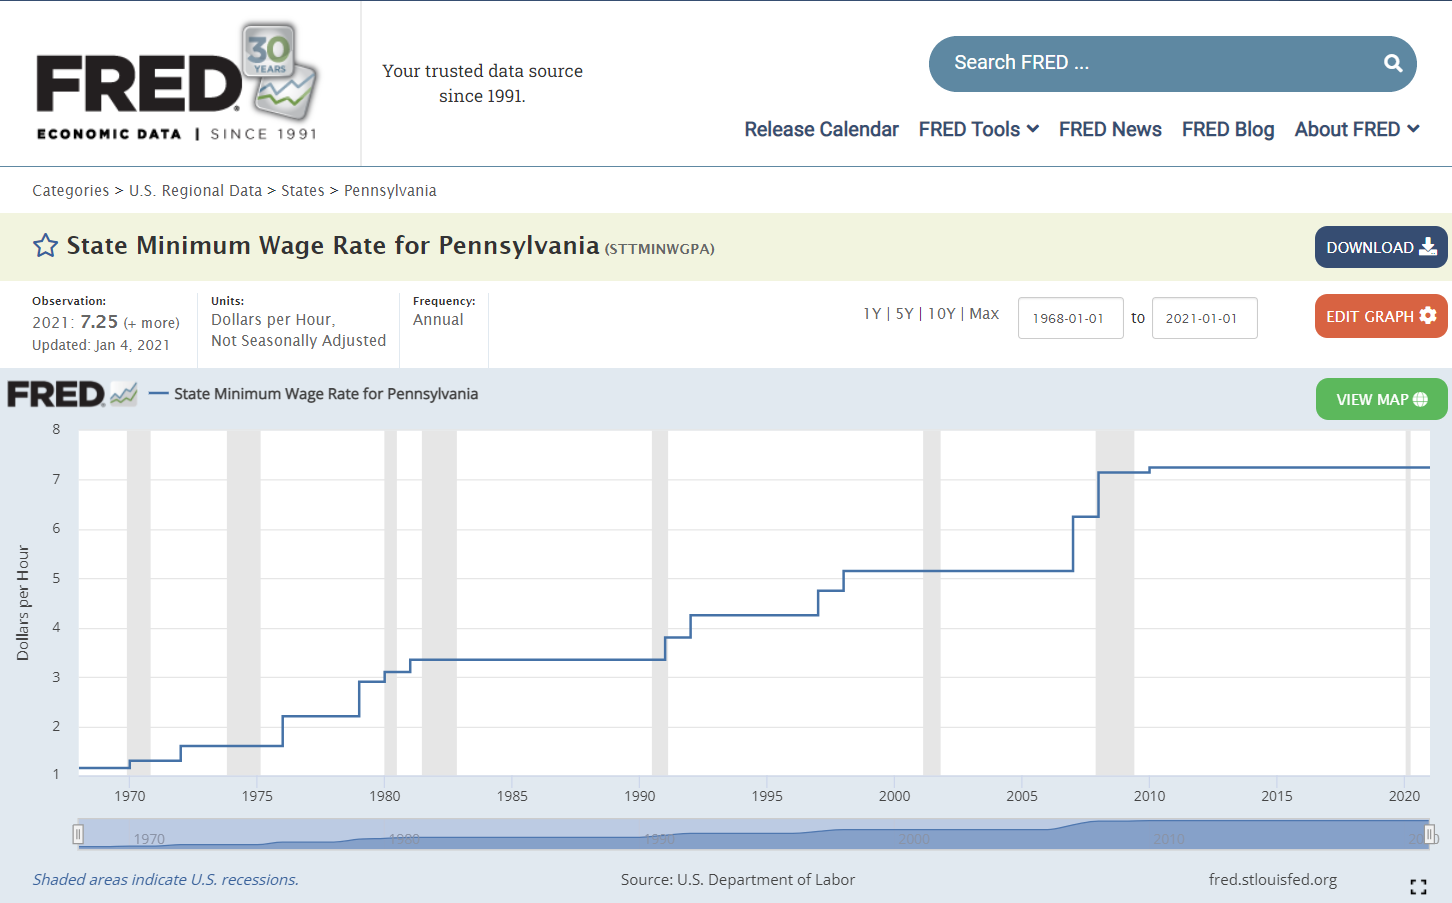 FRED
30
YEARS
ECONOMIC DATA | SINCE 1991
Your trusted data source
since 1991.
Search FRED ...
Release Calendar FRED Tools FRED News FRED Blog About FRED
Categories > U.S. Regional Data > States > Pennsylvania
State Minimum Wage Rate for Pennsylvania (STTMINWGPA)
DOWNLOAD
Observation:
2021: 7.25 (+ more)
Updated: Jan 4, 2021
Units:
Dollars per Hour,
Not Seasonally Adjusted
Frequency:
Annual
1Y | 5Y | 10Y | Max
1968-01-01 to 2021-01-01
EDIT GRAPH
FRED
State Minimum Wage Rate for Pennsylvania
VIEW MAP
Dollars per Hour
8
7
6
5
4
3
2
1
1970 1975 1980 1985 1990 1995 2000 2005 2010 2015 2020
1970 1980 1990 2000 2010 2020
Shaded areas indicate U.S. recessions.
Source: U.S. Department of Labor
fred.stlouisfed.org